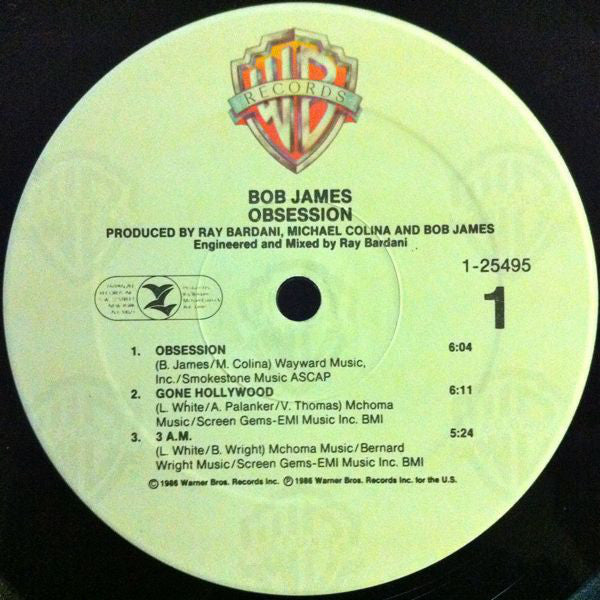 WB
RECORDS
BOB JAMES
OBSESSION
PRODUCED BY RAY BARDANI, MICHAEL COLINA AND BOB JAMES
Engineered and Mixed by Ray Bardani
1-25495
1
1. OBSESSION 6:04
(B. James/M. Colina) Wayward Music,
Inc./Smokestone Music ASCAP
2. GONE HOLLYWOOD 6:11
(L. White/A. Palanker/V. Thomas) Mchoma
Music/Screen Gems-EMI Music Inc. BMI
3. 3 A.M. 5:24
(L. White/B. Wright) Mchoma Music/Bernard
Wright Music/Screen Gems-EMI Music Inc. BMI
©1986 Warner Bros. Records Inc. ℗1986 Warner Bros. Records Inc. for the U.S.